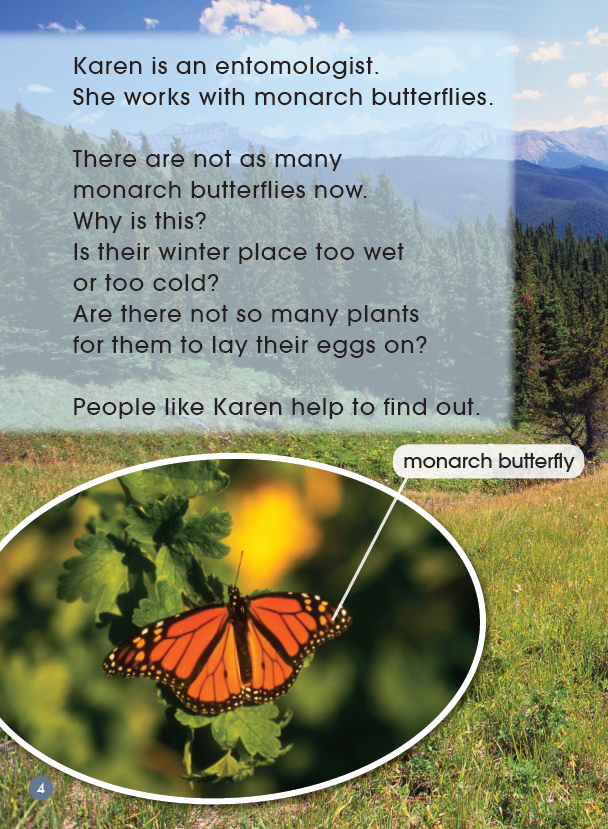 Karen is an entomologist.
She works with monarch butterflies.
There are not as many
monarch butterflies now.
Why is this?
Is their winter place too wet
or too cold?
Are there not so many plants
for them to lay their eggs on?
People like Karen help to find out.
monarch butterfly
4